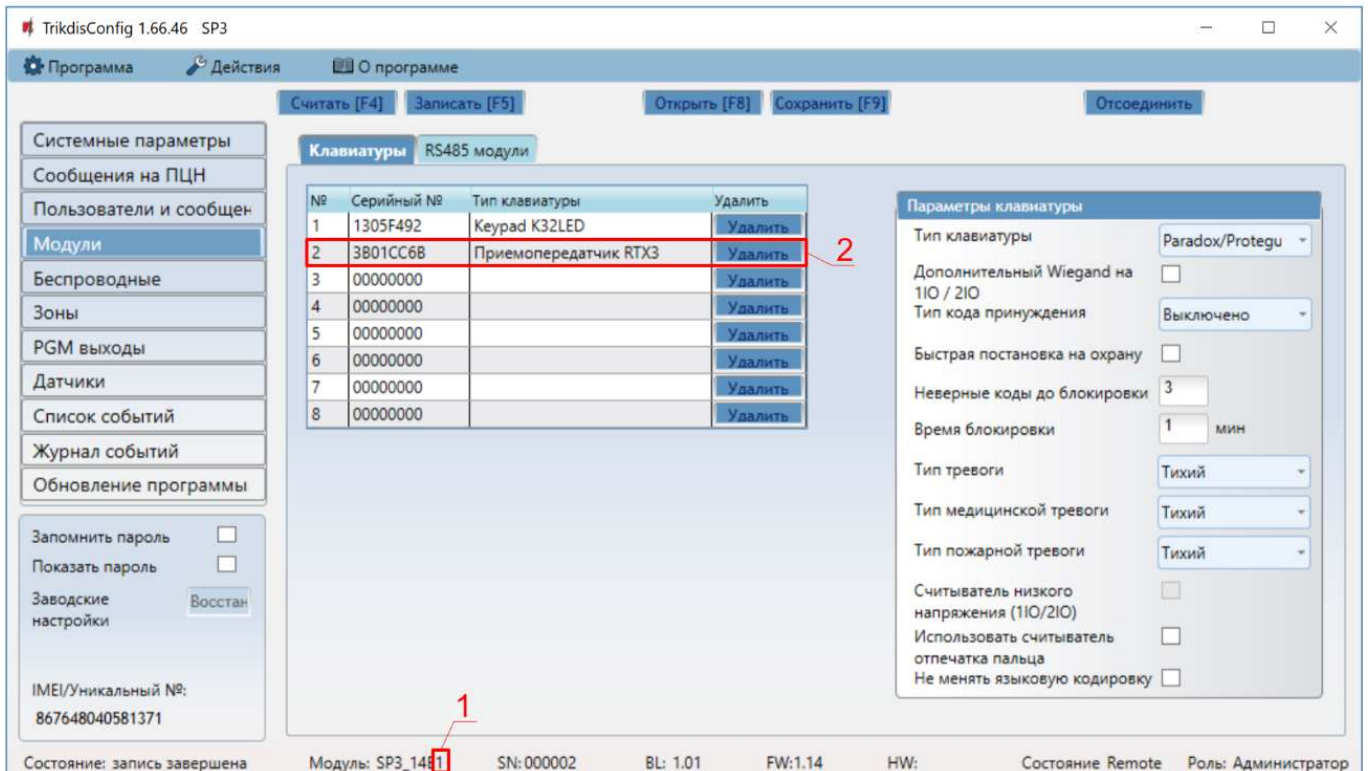 TrikdisConfig 1.66.46 SP3
Программа Действия О программе
Считать [F4] Записать [F5] Открыть [F8] Сохранить [F9] Отсоединить
Системные параметры
Сообщения на ПЦН
Пользователи и сообщен
Модули
Беспроводные
Зоны
PGM выходы
Датчики
Список событий
Журнал событий
Обновление программы
Запомнить пароль
Показать пароль
Заводские
настройки
Восстан
IMEI/Уникальный №:
867648040581371
Клавиатуры RS485 модули
№ Серийный № Тип клавиатуры Удалить
1 1305F492 Keypad K32LED Удалить
2 3B01CC6B Приемопередатчик RTX3 Удалить
2
3 00000000 Удалить
4 00000000 Удалить
5 00000000 Удалить
6 00000000 Удалить
7 00000000 Удалить
8 00000000 Удалить
Параметры клавиатуры
Тип клавиатуры Paradox/Protegu
Дополнительный Wiegand на
1IO / 2IO
Тип кода принуждения Выключено
Быстрая постановка на охрану
Неверные коды до блокировки 3
Время блокировки 1 мин
Тип тревоги Тихий
Тип медицинской тревоги Тихий
Тип пожарной тревоги Тихий
Считыватель низкого
напряжения (1IO/2IO)
Использовать считыватель
отпечатка пальца
Не менять языковую кодировку
1
Состояние: запись завершена Модуль: SP3_14E1 SN: 000002 BL: 1.01 FW:1.14 HW: Состояние Remote Роль: Администратор